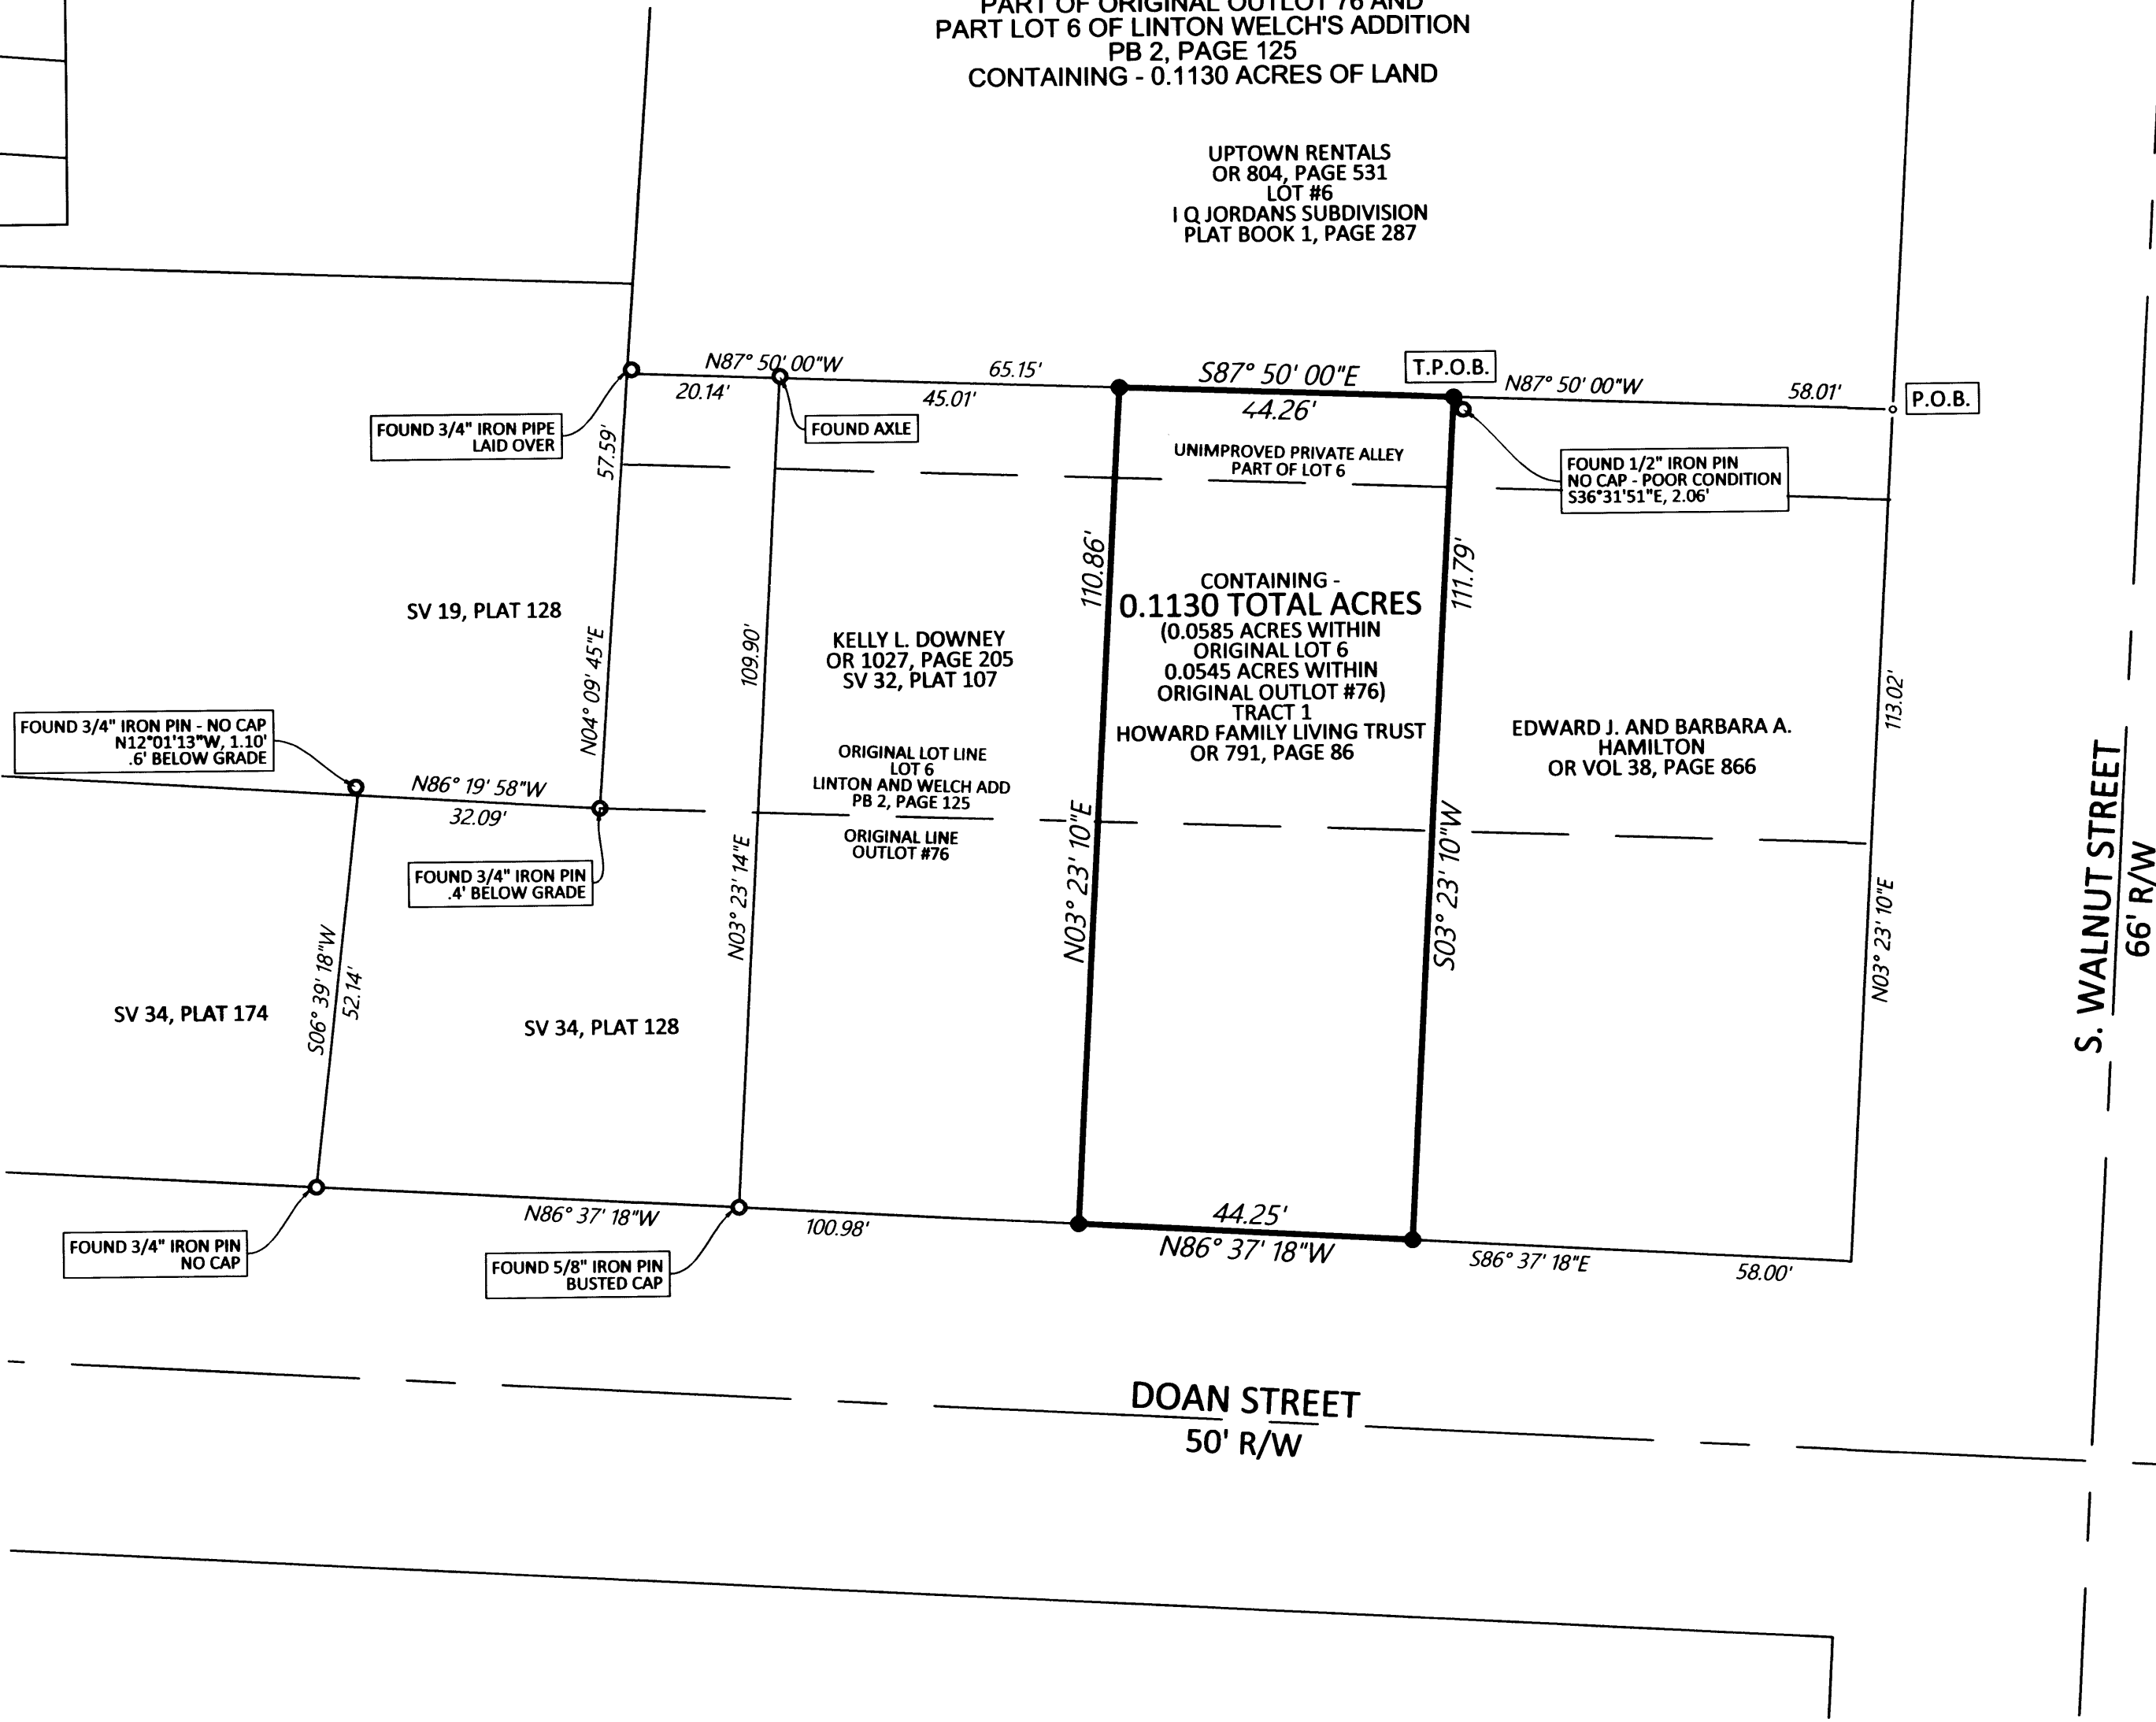 PART OF ORIGINAL OUTLOT 76 AND
PART LOT 6 OF LINTON WELCH'S ADDITION
PB 2, PAGE 125
CONTAINING - 0.1130 ACRES OF LAND
UPTOWN RENTALS
OR 804, PAGE 531
LOT #6
I Q JORDANS SUBDIVISION
PLAT BOOK 1, PAGE 287
N87° 50' 00"W
65.15'
S87° 50' 00"E
T.P.O.B.
N87° 50' 00"W
58.01'
P.O.B.
20.14'
45.01'
44.26'
FOUND 3/4" IRON PIPE
LAID OVER
FOUND AXLE
57.59'
UNIMPROVED PRIVATE ALLEY
PART OF LOT 6
FOUND 1/2" IRON PIN
NO CAP - POOR CONDITION
S36°31'51"E, 2.06'
110.86'
111.79'
CONTAINING -
0.1130 TOTAL ACRES
(0.0585 ACRES WITHIN
ORIGINAL LOT 6
0.0545 ACRES WITHIN
ORIGINAL OUTLOT #76)
TRACT 1
HOWARD FAMILY LIVING TRUST
OR 791, PAGE 86
SV 19, PLAT 128
N04° 09' 45"E
109.90'
KELLY L. DOWNEY
OR 1027, PAGE 205
SV 32, PLAT 107
113.02'
EDWARD J. AND BARBARA A.
HAMILTON
OR VOL 38, PAGE 866
FOUND 3/4" IRON PIN - NO CAP
N12°01'13"W, 1.10'
.6' BELOW GRADE
ORIGINAL LOT LINE
LOT 6
LINTON AND WELCH ADD
PB 2, PAGE 125
ORIGINAL LINE
OUTLOT #76
N86° 19' 58"W
32.09'
FOUND 3/4" IRON PIN
.4' BELOW GRADE
N03° 23' 14"E
N03° 23' 10"E
S03° 23' 10"W
N03° 23' 10"E
S. WALNUT STREET
66' R/W
S06° 39' 18"W
52.14'
SV 34, PLAT 174
SV 34, PLAT 128
N86° 37' 18"W
100.98'
44.25'
N86° 37' 18"W
S86° 37' 18"E
58.00'
FOUND 3/4" IRON PIN
NO CAP
FOUND 5/8" IRON PIN
BUSTED CAP
DOAN STREET
50' R/W